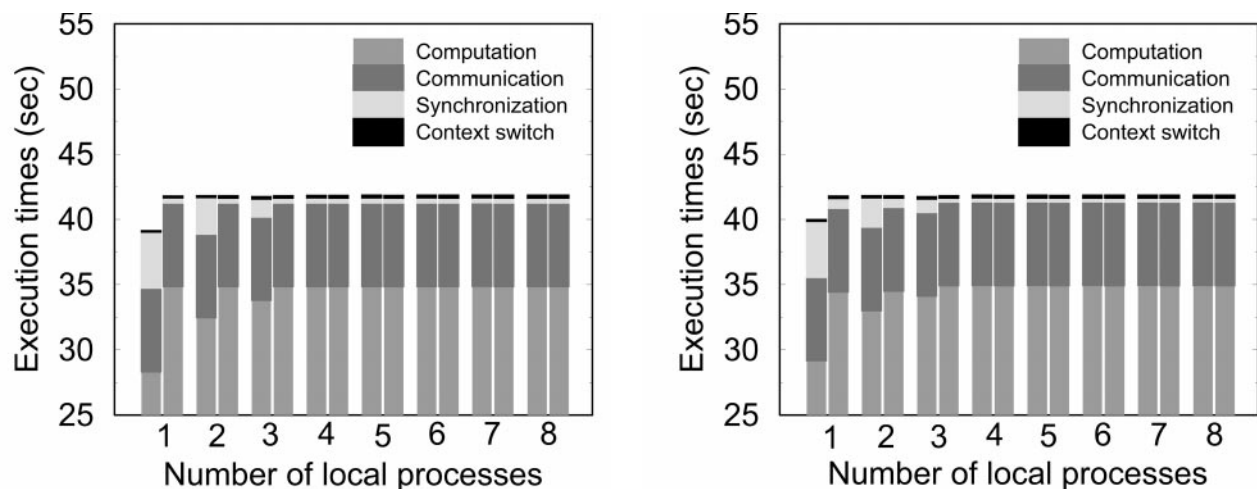 55
50
45
40
35
30
25
Execution times (sec)
Computation
Communication
Synchronization
Context switch
1 2 3 4 5 6 7 8
Number of local processes
55
50
45
40
35
30
25
Execution times (sec)
Computation
Communication
Synchronization
Context switch
1 2 3 4 5 6 7 8
Number of local processes